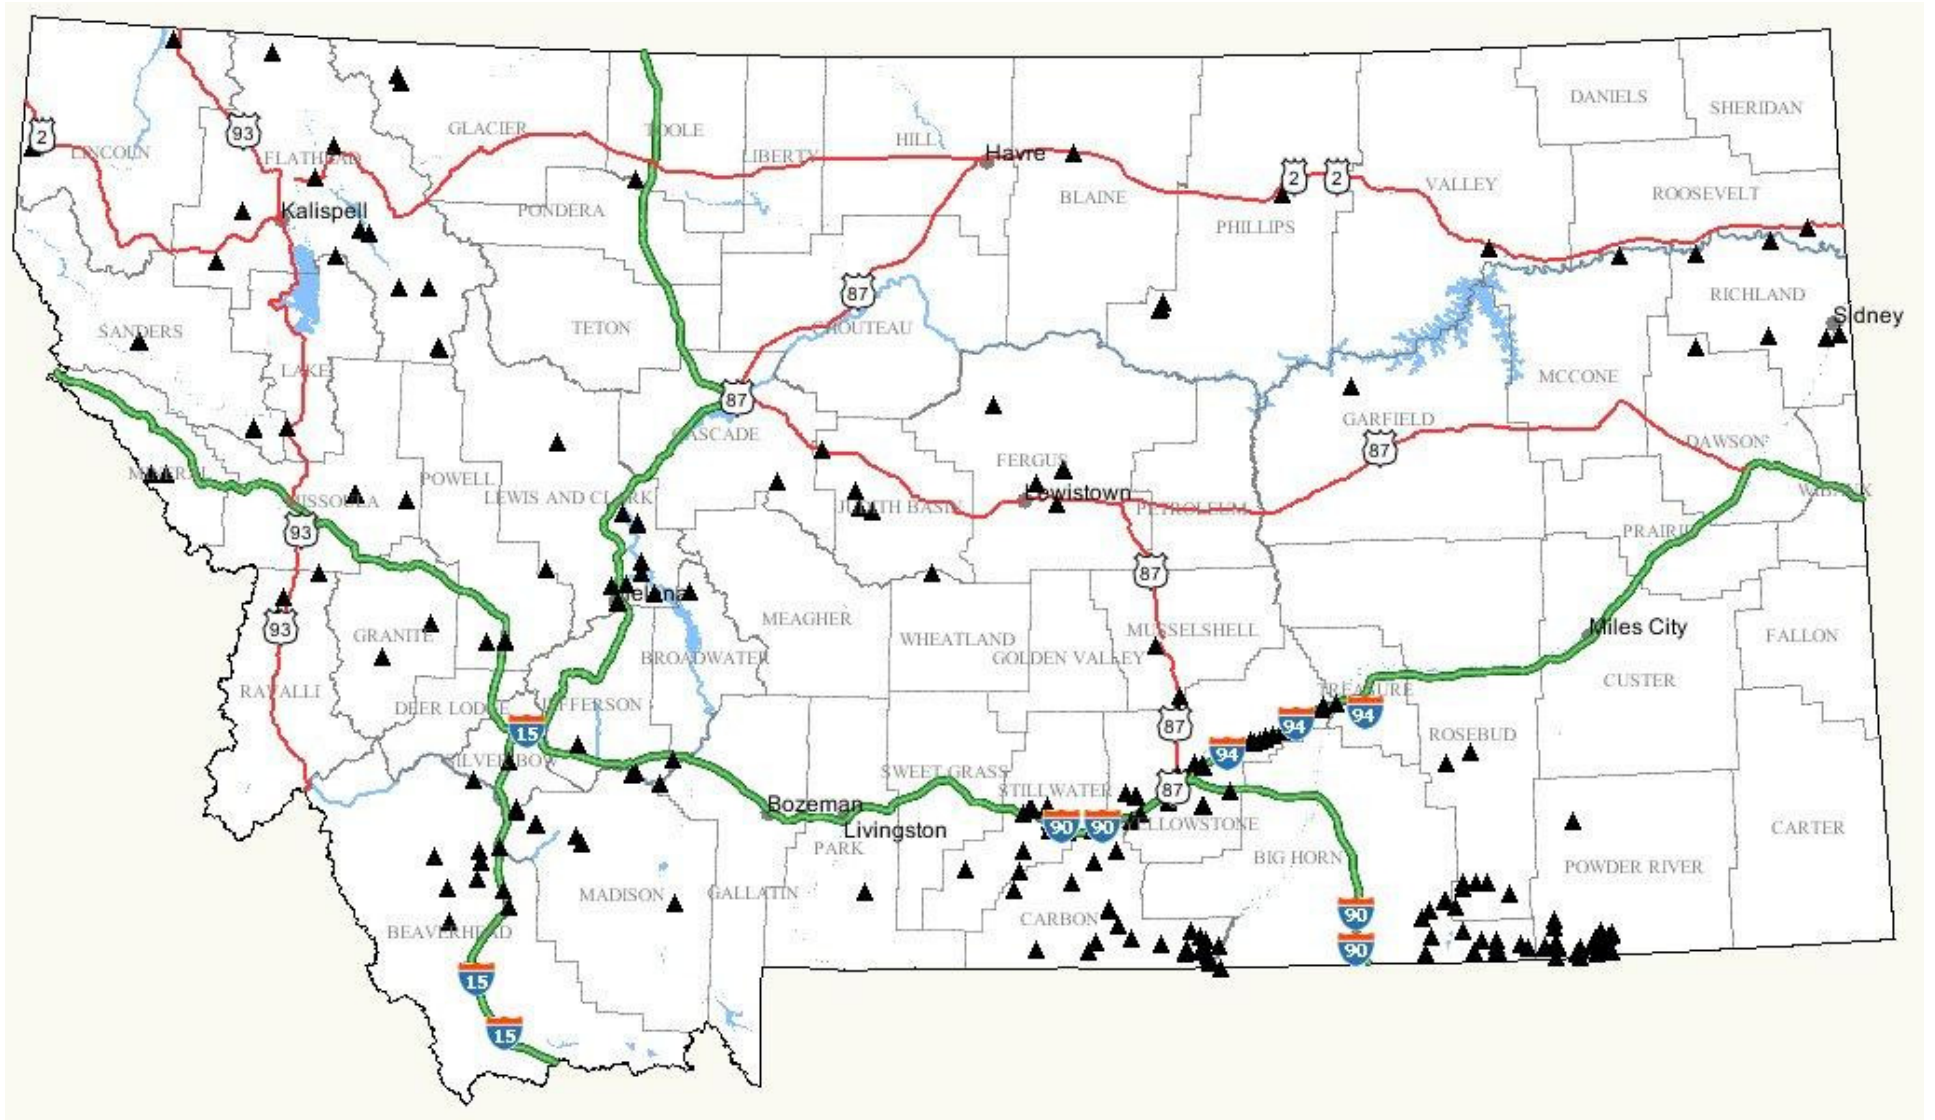 DANIELS
SHERIDAN
2
93
LINCOLN
FLATHEAD
GLACIER
TOOLE
LIBERTY
HILL
Havre
BLAINE
2
2
VALLEY
ROOSEVELT
Kalispell
PONDERA
PHILLIPS
87
RICHLAND
Sidney
SANDERS
TETON
CHOUTEAU
LAKE
87
MCCONE
GARFIELD
CASCADE
87
DAWSON
FERGUS
MINERAL
MISSOULA
POWELL
LEWIS AND CLARK
JUDITH BASIN
Lewistown
PETROLEUM
WIBAUX
93
PRAIRIE
87
Helena
93
GRANITE
MEAGHER
WHEATLAND
MUSSELSHELL
Miles City
FALLON
BROADWATER
GOLDEN VALLEY
RAVALLI
TREASURE
CUSTER
DEER LODGE
JEFFERSON
15
87
94
94
94
ROSEBUD
SILVER BOW
SWEET GRASS
STILLWATER
87
Bozeman
Livingston
90
90
YELLOWSTONE
CARTER
PARK
BIG HORN
POWDER RIVER
MADISON
GALLATIN
BEAVERHEAD
CARBON
90
90
15
15